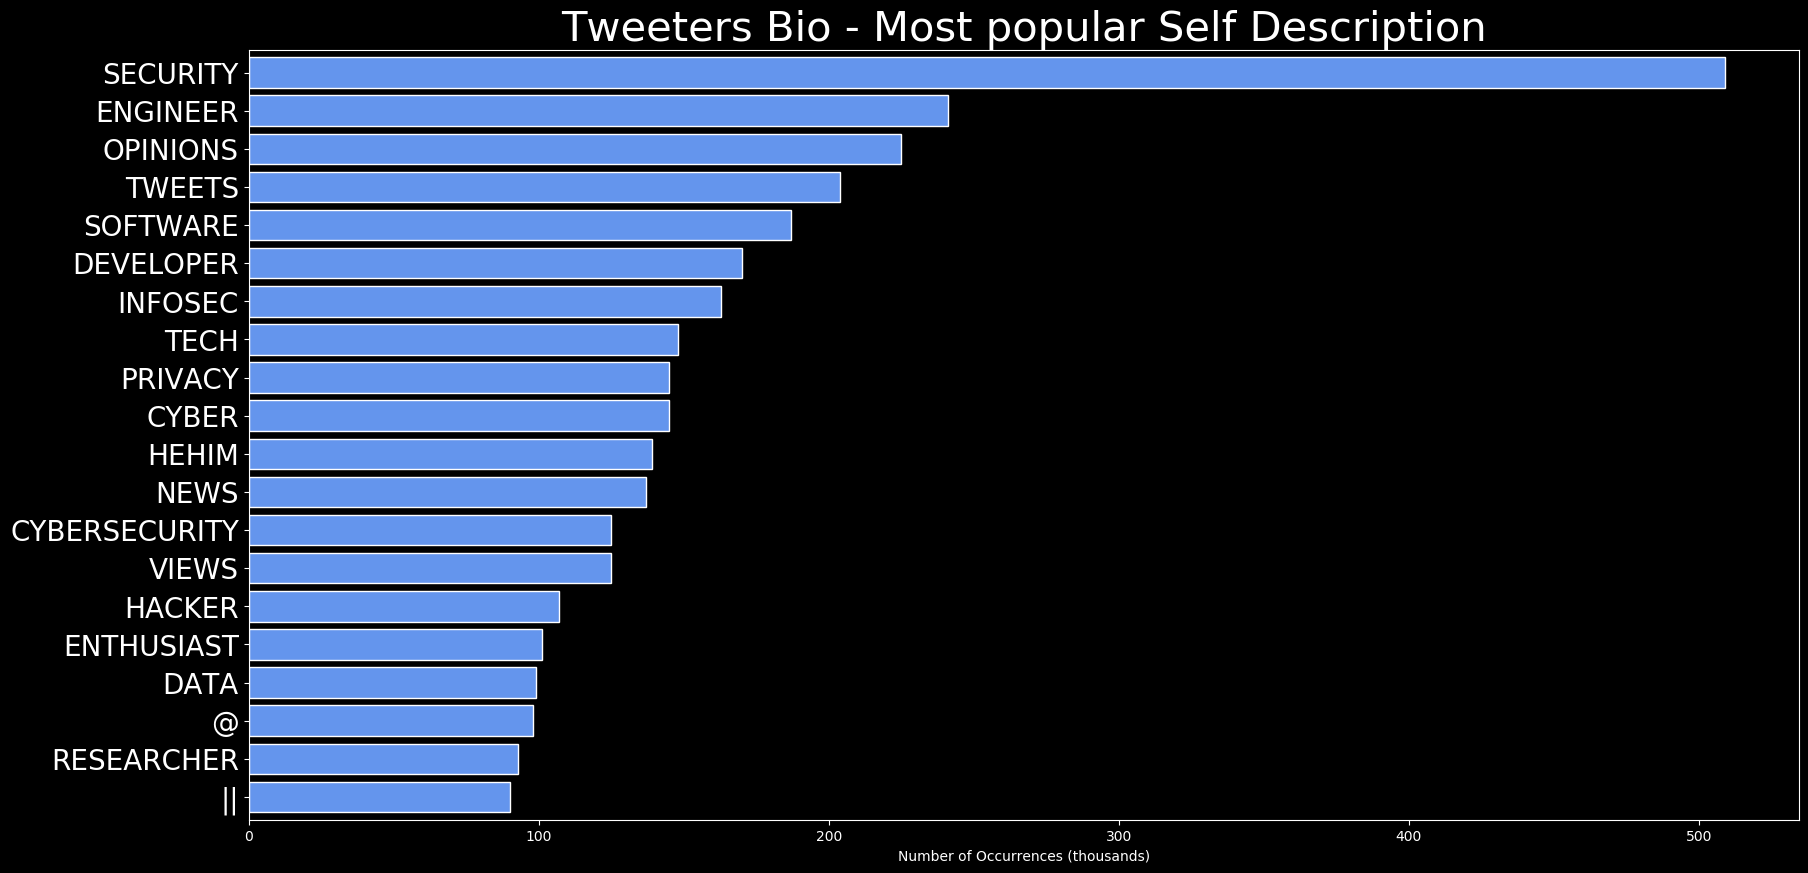 Tweeters Bio - Most popular Self Description
SECURITY
ENGINEER
OPINIONS
TWEETS
SOFTWARE
DEVELOPER
INFOSEC
TECH
PRIVACY
CYBER
HEHIM
NEWS
CYBERSECURITY
VIEWS
HACKER
ENTHUSIAST
DATA
@
RESEARCHER
||
0 100 200 300 400 500
Number of Occurrences (thousands)